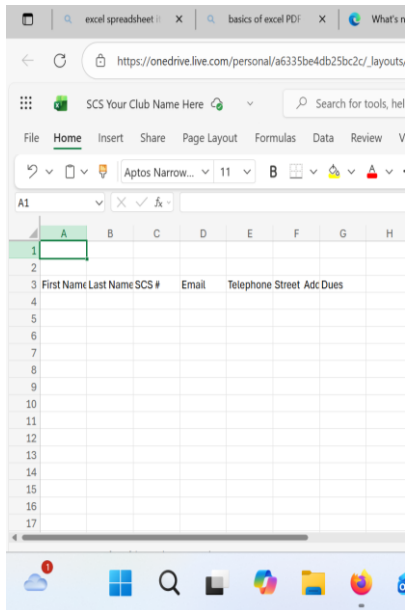 excel spreadsheet it
basics of excel PDF
What's n
https://onedrive.live.com/personal/a6335be4db25bc2c/_layouts/
SCS Your Club Name Here
Search for tools, hel
File Home Insert Share Page Layout Formulas Data Review V
Aptos Narrow... 11 B A
A1 fx
A B C D E F G H
1
2
3 First Name Last Name SCS # Email Telephone Street Adc Dues
4
5
6
7
8
9
10
11
12
13
14
15
16
17
1